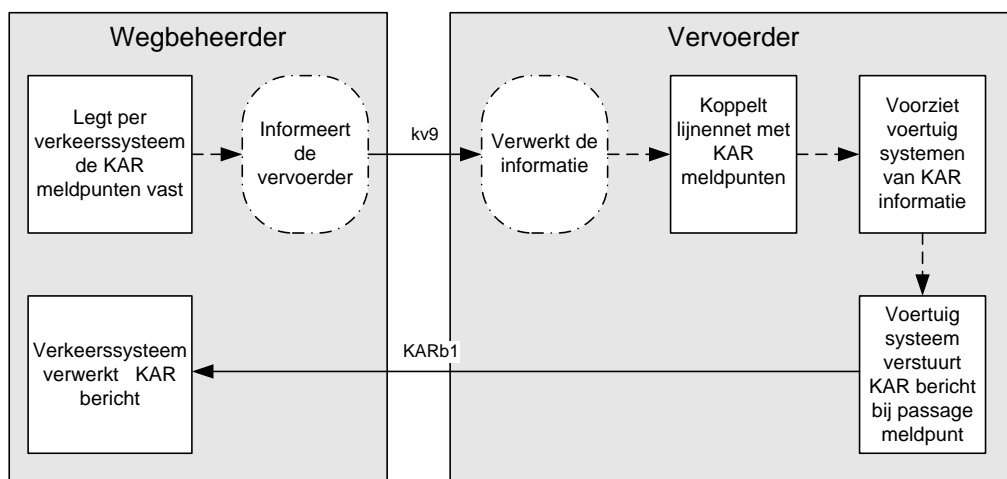 Wegbeheerder
Legt per
verkeerssysteem
de KAR
meldpunten vast
Informeert
de
vervoerder
kv9
Vervoerder
Verwerkt de
informatie
Koppelt
lijnennet met
KAR
meldpunten
Voorziet
voertuig
systemen
van KAR
informatie
Voertuig
systeem
verstuurt
KAR bericht
bij passage
meldpunt
KARb1
Verkeerssysteem
verwerkt KAR
bericht